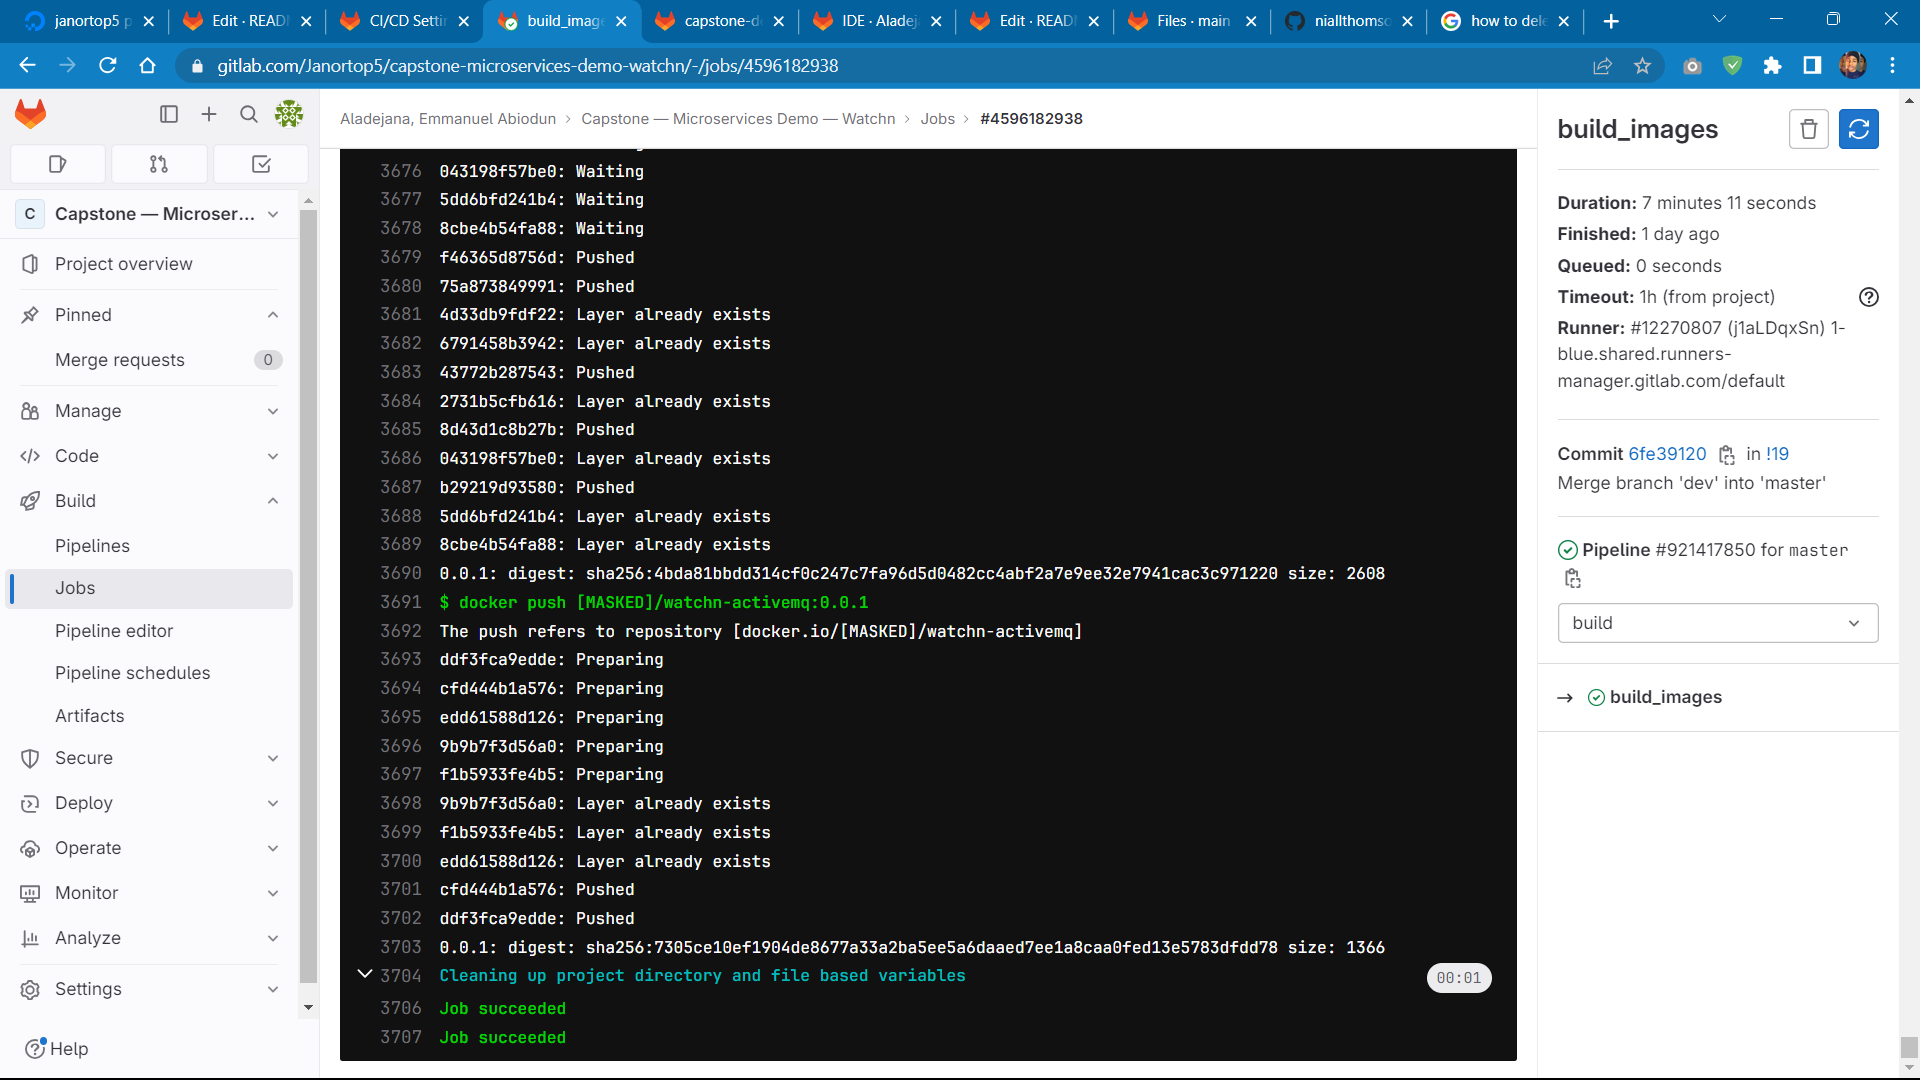 janortop5 p
Edit · READ
CI/CD Setti
build_image
capstone-de
IDE · Aladeja
Edit · READ
Files · main
niallthomso
how to dele
gitlab.com/Janortop5/capstone-microservices-demo-watchn/-/jobs/4596182938
Aladejana, Emmanuel Abiodun › Capstone — Microservices Demo — Watchn › Jobs › #4596182938
C Capstone — Microser...
Project overview
Pinned
Merge requests 0
Manage
Code
Build
Pipelines
Jobs
Pipeline editor
Pipeline schedules
Artifacts
Secure
Deploy
Operate
Monitor
Analyze
Settings
Help
3676 043198f57be0: Waiting
3677 5dd6bfd241b4: Waiting
3678 8cbe4b54fa88: Waiting
3679 f46365d8756d: Pushed
3680 75a873849991: Pushed
3681 4d33db9fdf22: Layer already exists
3682 6791458b3942: Layer already exists
3683 43772b287543: Pushed
3684 2731b5cfb616: Layer already exists
3685 8d43d1c8b27b: Pushed
3686 043198f57be0: Layer already exists
3687 b29219d93580: Pushed
3688 5dd6bfd241b4: Layer already exists
3689 8cbe4b54fa88: Layer already exists
3690 0.0.1: digest: sha256:4bda81bbdd314cf0c247c7fa96d5d0482cc4abf2a7e9ee32e7941cac3c971220 size: 2608
3691 $ docker push [MASKED]/watchn-activemq:0.0.1
3692 The push refers to repository [docker.io/[MASKED]/watchn-activemq]
3693 ddf3fca9edde: Preparing
3694 cfd444b1a576: Preparing
3695 edd61588d126: Preparing
3696 9b9b7f3d56a0: Preparing
3697 f1b5933fe4b5: Preparing
3698 9b9b7f3d56a0: Layer already exists
3699 f1b5933fe4b5: Layer already exists
3700 edd61588d126: Layer already exists
3701 cfd444b1a576: Pushed
3702 ddf3fca9edde: Pushed
3703 0.0.1: digest: sha256:7305ce10ef1904de8677a33a2ba5ee5a6daaed7ee1a8caa0fed13e5783dfdd78 size: 1366
3704 Cleaning up project directory and file based variables 00:01
3706 Job succeeded
3707 Job succeeded
build_images
Duration: 7 minutes 11 seconds
Finished: 1 day ago
Queued: 0 seconds
Timeout: 1h (from project)
Runner: #12270807 (j1aLDqxSn) 1-
blue.shared.runners-
manager.gitlab.com/default
Commit 6fe39120 in !19
Merge branch 'dev' into 'master'
Pipeline #921417850 for master
build
→ build_images